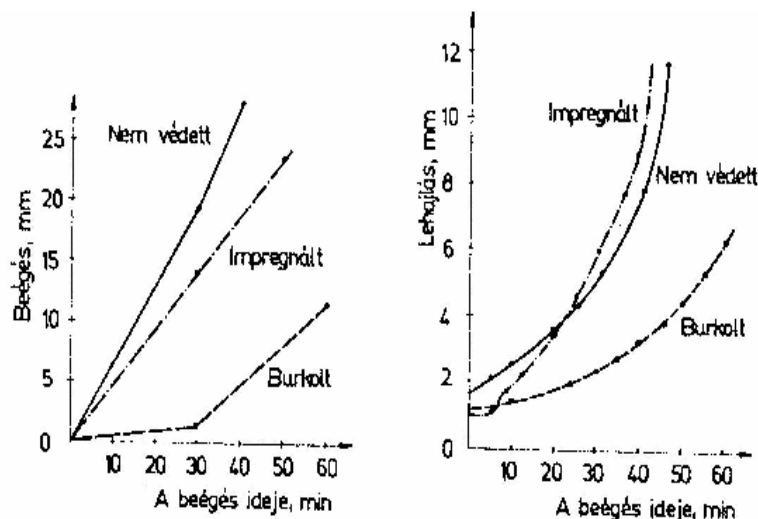 Beégés, mm
25
20
15
10
5
0
Nem védett
Impregnált
Burkolt
10 20 30 40 50 60
A beégés ideje, min
Lehajlás, mm
12
10
8
6
4
2
0
Impregnált
Nem védett
Burkolt
10 20 30 40 50 60
A beégés ideje, min